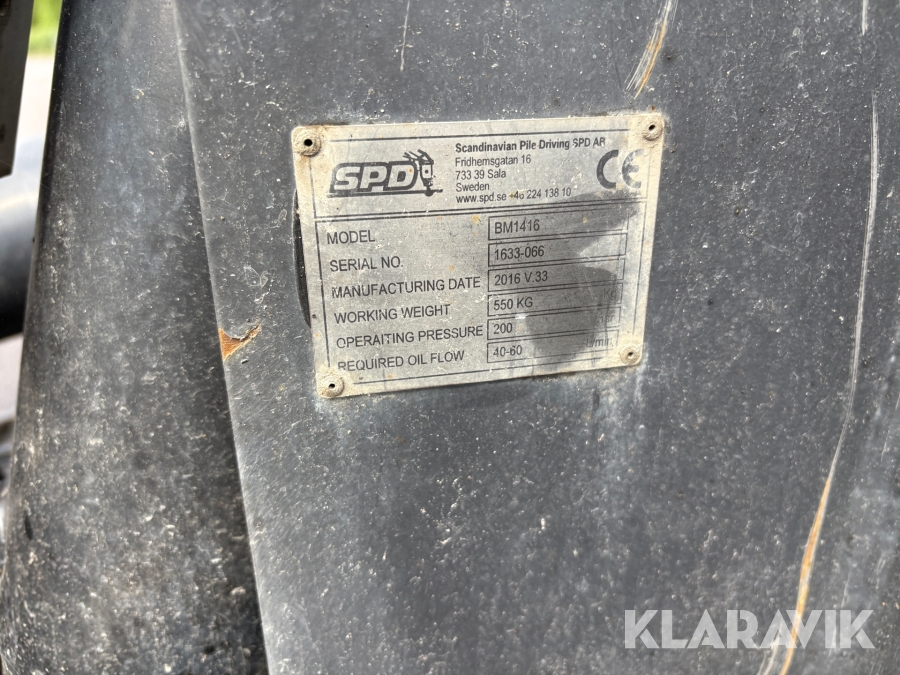 SPD
Scandinavian Pile Driving SPD AB
Fridhemsgatan 16
733 39 Sala
Sweden
www.spd.se +46 224 138 10
CE
MODEL BM1416
SERIAL NO. 1633-066
MANUFACTURING DATE 2016 V.33
WORKING WEIGHT 550 KG Kg
OPERAITING PRESSURE 200
REQUIRED OIL FLOW 40-60 l/min
KLARAVIK